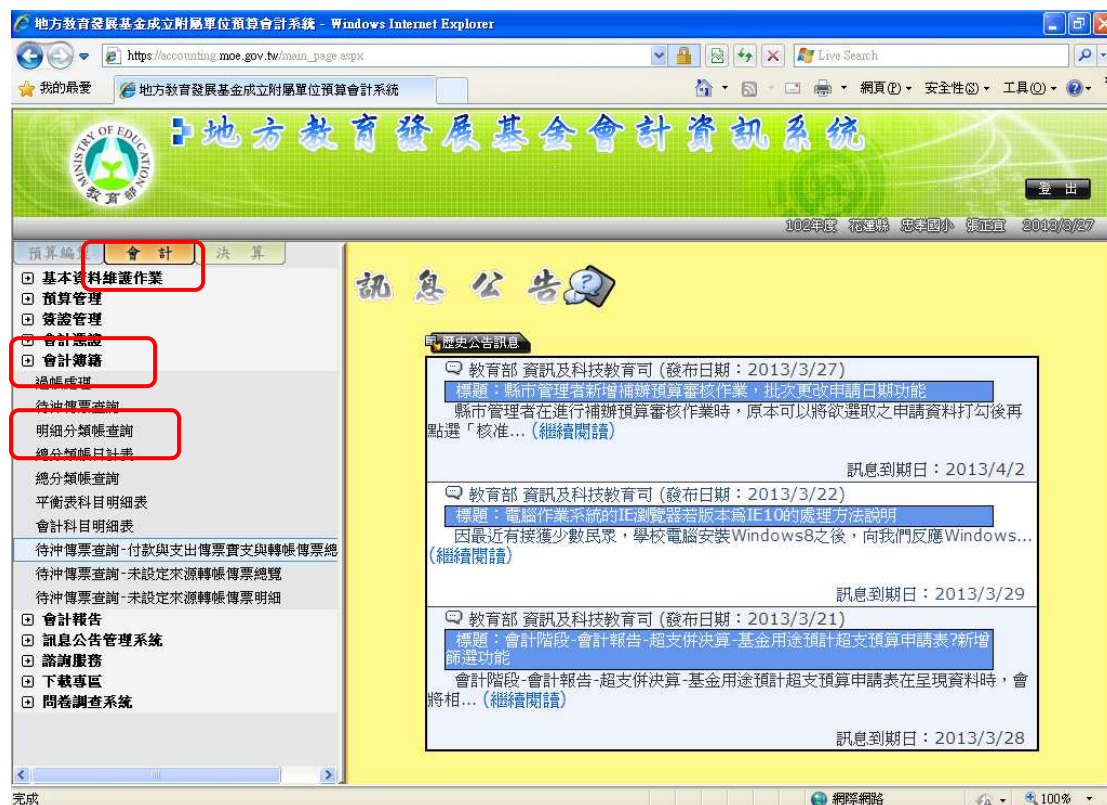 地方教育發展基金成立附屬單位預算會計系統 - Windows Internet Explorer
https://accounting.moe.gov.tw/main_page.aspx
Live Search
我的最愛
地方教育發展基金成立附屬單位預算會計系統
網頁(P)
安全性(S)
工具(O)
MINISTRY OF EDUCATION
教育部
地方教育發展基金會計資訊系統
登 出
102年度 花蓮縣 忠孝國小 張正宜 2013/3/27
預算編製
會 計
決 算
基本資料維護作業
預算管理
簽證管理
會計憑證
會計簿籍
過帳處理
待沖傳票查詢
明細分類帳查詢
總分類帳日計表
總分類帳查詢
平衡表科目明細表
會計科目明細表
待沖傳票查詢-付款與支出傳票實支與轉帳傳票總
待沖傳票查詢-未設定來源轉帳傳票總覽
待沖傳票查詢-未設定來源轉帳傳票明細
會計報告
訊息公告管理系統
諮詢服務
下載專區
問卷調查系統
訊息公告
歷史公告訊息
教育部 資訊及科技教育司 (發布日期：2013/3/27)
標題：縣市管理者新增補辦預算審核作業，批次更改申請日期功能
縣市管理者在進行補辦預算審核作業時，原本可以將欲選取之申請資料打勾後再
點選「核准... (繼續閱讀)
訊息到期日：2013/4/2
教育部 資訊及科技教育司 (發布日期：2013/3/22)
標題：電腦作業系統的IE瀏覽器若版本為IE10的處理方法說明
因最近有接獲少數民眾，學校電腦安裝Windows8之後，向我們反應Windows...
(繼續閱讀)
訊息到期日：2013/3/29
教育部 資訊及科技教育司 (發布日期：2013/3/21)
標題：會計階段-會計報告-超支併決算-基金用途預計超支預算申請表?新增
篩選功能
會計階段-會計報告-超支併決算-基金用途預計超支預算申請表在呈現資料時，會
將相... (繼續閱讀)
訊息到期日：2013/3/28
完成
網際網路
100%